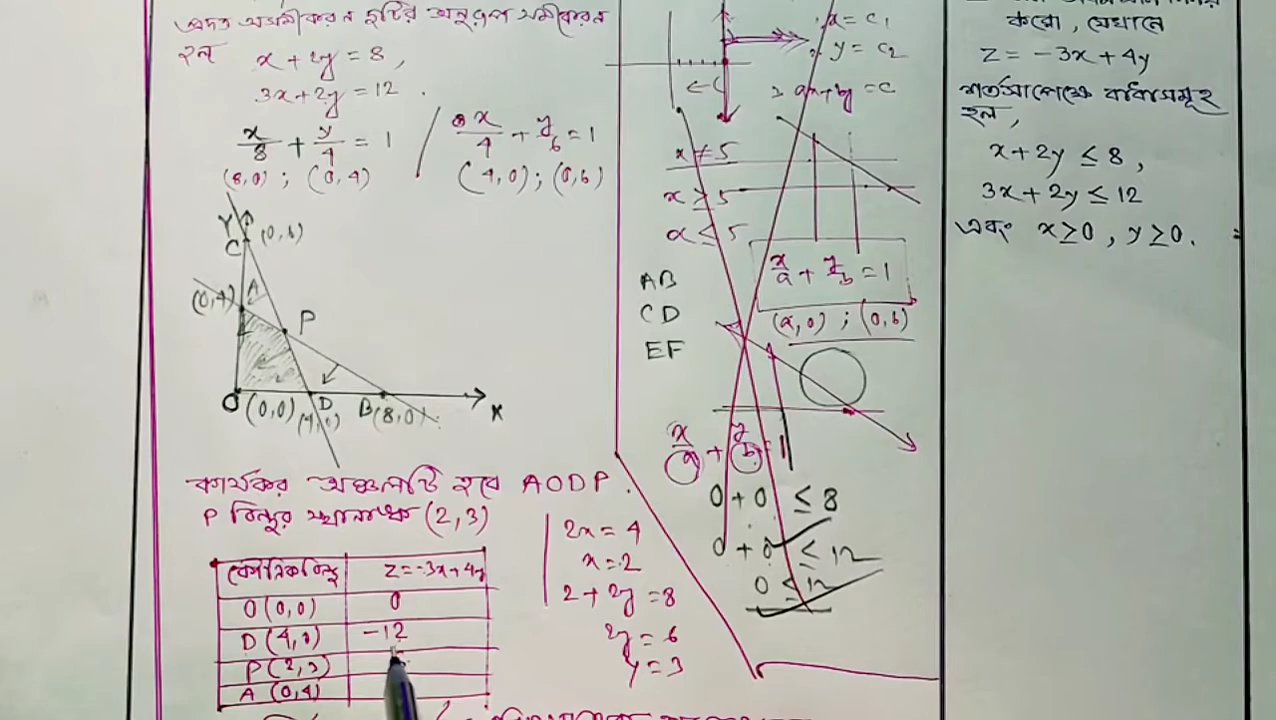 প্রদত্ত অসমীকরণ দুটির অনুরূপ সমীকরণ
হল x + 2y = 8,
3x + 2y = 12.
x/8 + y/4 = 1 / x/4 + y/6 = 1
(8,0) ; (0,4) (4,0) ; (0,6)
Y
C (0,6)
(0,4) A
P
O (0,0) D (4,0) B (8,0) X
কার্যকর অঞ্চলটি হবে AODP.
P বিন্দুর স্থানাঙ্ক (2,3)
কৌণিক বিন্দু Z = -3x + 4y
O (0,0) 0
D (4,0) -12
P (2,3)
A (0,4)
2x = 4
x = 2
2 + 2y = 8
2y = 6
y = 3
x = c₁
y = c₂
ax + by = c
x ≠ 5
x ≥ 5
x ≤ 5
AB
CD
EF
x/a + y/b = 1
(a,0) ; (0,b)
x/a + y/b = 1
0 + 0 ≤ 8
0 + 0 ≤ 12
0 ≤ 12
করো, যেখানে
Z = -3x + 4y
শর্তসাপেক্ষে বাধাসমূহ
হল,
x + 2y ≤ 8,
3x + 2y ≤ 12
এবং x ≥ 0, y ≥ 0.